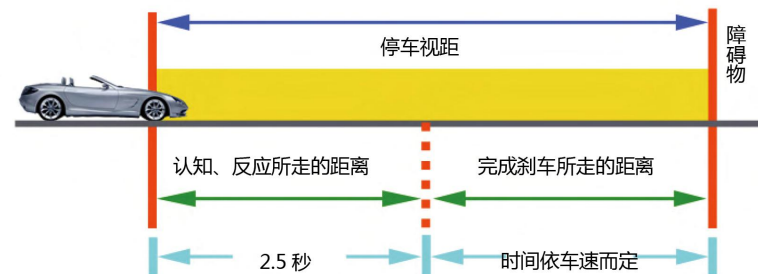 停车视距
障碍物
认知、反应所走的距离
完成刹车所走的距离
2.5 秒
时间依车速而定